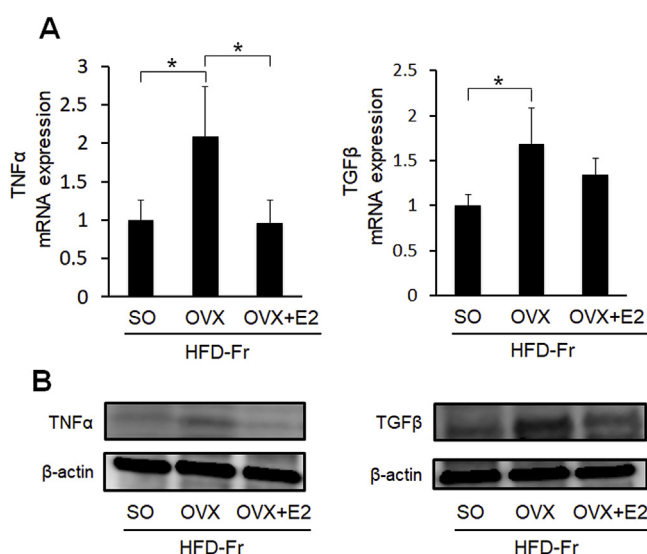 A
TNFα
mRNA expression
3
2.5
2
1.5
1
0.5
0
*
*
SO OVX OVX+E2
HFD-Fr
TGFβ
mRNA expression
2.5
2
1.5
1
0.5
0
*
SO OVX OVX+E2
HFD-Fr
B
TNFα
β-actin
SO OVX OVX+E2
HFD-Fr
TGFβ
β-actin
SO OVX OVX+E2
HFD-Fr